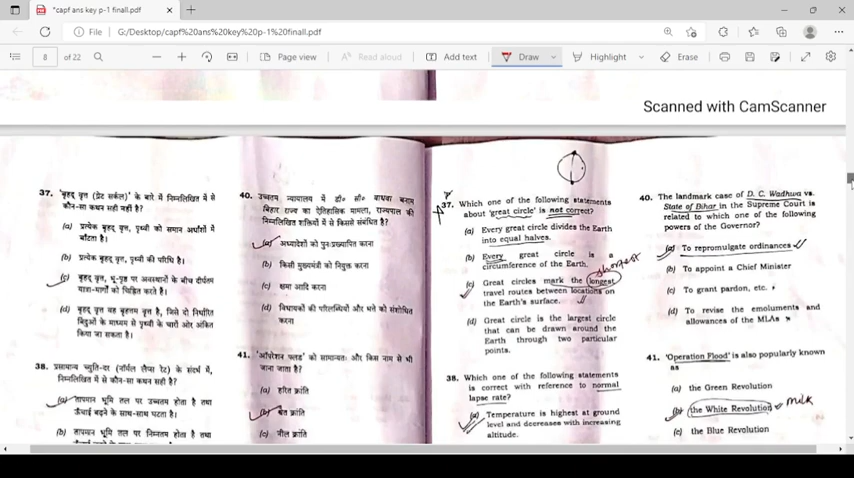 *capf ans key p-1 finall.pdf
File
G:/Desktop/capf%20ans%20key%20p-1%20finall.pdf
8
of 22
Page view
Read aloud
Add text
Draw
Highlight
Erase
Scanned with CamScanner
37. 'बृहद् वृत्त (ग्रेट सर्कल)' के बारे में निम्नलिखित में से
कौन-सा कथन सही नहीं है?
(a) प्रत्येक बृहद् वृत्त, पृथ्वी को समान अर्धांशों में
बाँटता है।
(b) प्रत्येक बृहद् वृत्त, पृथ्वी की परिधि है।
(c) बृहद् वृत्त, भू-पृष्ठ पर अवस्थानों के बीच दीर्घतम
यात्रा-मार्गों को चिह्नित करते हैं।
(d) बृहद् वृत्त वह बृहत्तम वृत्त है, जिसे दो निर्धारित
बिंदुओं के माध्यम से पृथ्वी के चारों ओर अंकित
किया जा सकता है।
38. प्रसामान्य ह्रास-दर (नॉर्मल लैप्स रेट) के संदर्भ में,
निम्नलिखित में से कौन-सा कथन सही है?
(a) तापमान भूमि तल पर उच्चतम होता है तथा
ऊँचाई बढ़ने के साथ-साथ घटता है।
(b) तापमान भूमि तल पर निम्नतम होता है तथा
40. उच्चतम न्यायालय में डी० सी० वाधवा बनाम
बिहार राज्य का ऐतिहासिक मामला, राज्यपाल की
निम्नलिखित शक्तियों में से किससे संबंधित है?
(a) अध्यादेशों को पुनःप्रख्यापित करना
(b) किसी मुख्यमंत्री को नियुक्त करना
(c) क्षमा आदि करना
(d) विधायकों की परिलब्धियों और भत्ते को संशोधित
करना
41. 'ऑपरेशन फ्लड' को सामान्यतः और किस नाम से भी
जाना जाता है?
(a) हरित क्रांति
(b) श्वेत क्रांति
(c) नील क्रांति
37. Which one of the following statements
about 'great circle' is not correct?
(a) Every great circle divides the Earth
into equal halves.
(b) Every great circle is a
circumference of the Earth.
shortest
(c) Great circles mark the longest
travel routes between locations on
the Earth's surface.
(d) Great circle is the largest circle
that can be drawn around the
Earth through two particular
points.
38. Which one of the following statements
is correct with reference to normal
lapse rate?
(a) Temperature is highest at ground
level and decreases with increasing
altitude.
40. The landmark case of D. C. Wadhwa vs.
State of Bihar in the Supreme Court is
related to which one of the following
powers of the Governor?
(a) To repromulgate ordinances
(b) To appoint a Chief Minister
(c) To grant pardon, etc.
(d) To revise the emoluments and
allowances of the MLAs
41. 'Operation Flood' is also popularly known
as
(a) the Green Revolution
(b) the White Revolution milk
(c) the Blue Revolution